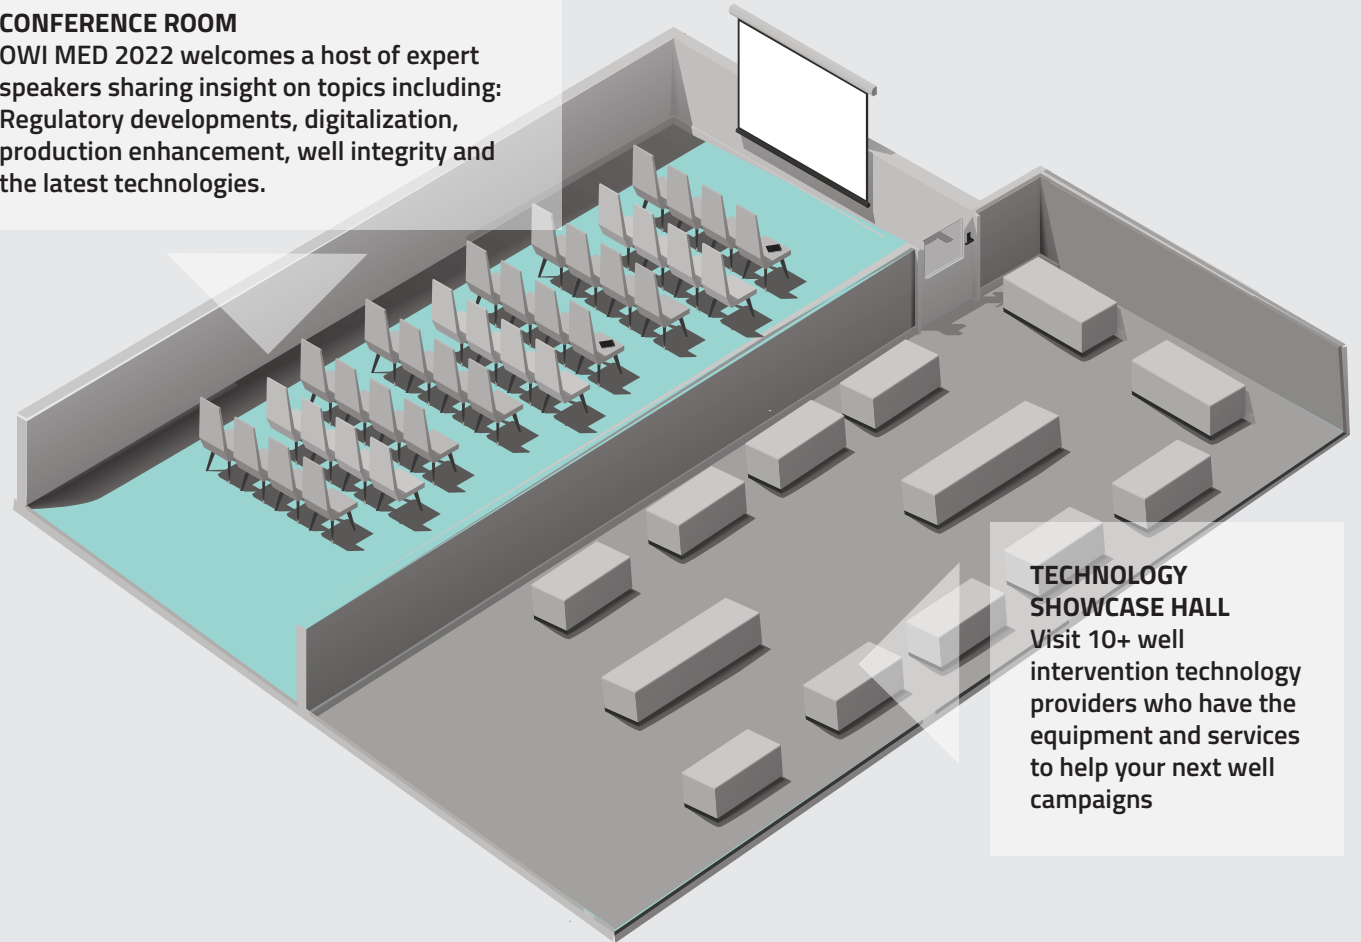 CONFERENCE ROOM
OWI MED 2022 welcomes a host of expert
speakers sharing insight on topics including:
Regulatory developments, digitalization,
production enhancement, well integrity and
the latest technologies.
TECHNOLOGY
SHOWCASE HALL
Visit 10+ well
intervention technology
providers who have the
equipment and services
to help your next well
campaigns